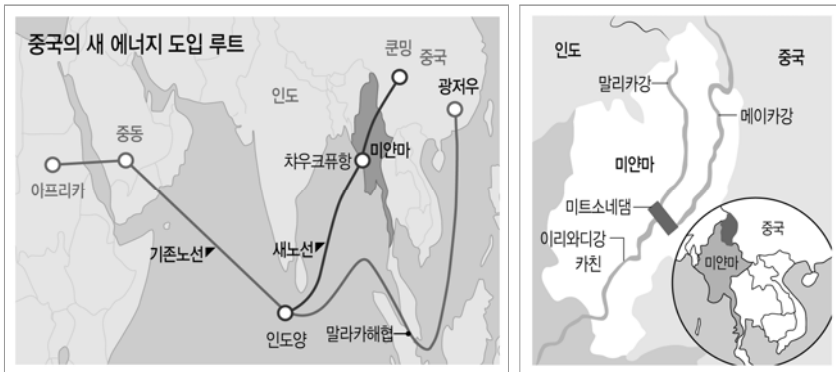 중국의 새 에너지 도입 루트
쿤밍
중국
광저우
인도
중동
미얀마
챠우크퓨항
아프리카
기존노선
새노선
인도양
말라카해협
인도
중국
말리카강
메이카강
미얀마
미트소네댐
이리와디강
카친
중국
미얀마